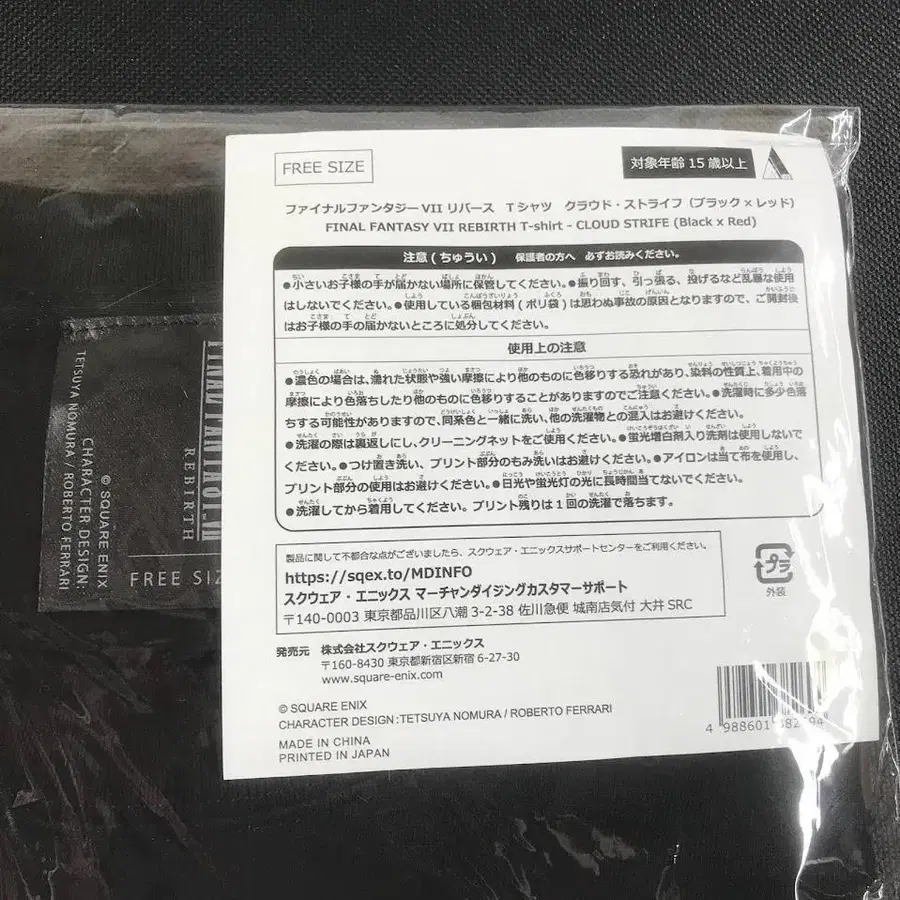 FREE SIZE
対象年齢 15 歳以上
ファイナルファンタジーVII リバース Tシャツ クラウド・ストライフ (ブラック × レッド)
FINAL FANTASY VII REBIRTH T-shirt - CLOUD STRIFE (Black x Red)
注意 (ちゅうい) 保護者の方へ 必ずお読みください。
●小さいお子様の手が届かない場所に保管してください。●振り回す、引っ張る、投げるなど乱暴な使用
はしないでください。●使用している梱包材料 (ポリ袋) は思わぬ事故の原因となりますので、ご開封後
はお子様の手の届かないところに処分してください。
使用上の注意
●濃色の場合は、濡れた状態や強い摩擦により他のものに色移りする恐れがあり、染料の性質上、着用中の
摩擦により色落ちしたり他のものに色移りすることがありますのでご注意ください。●洗濯時に多少色落
ちする可能性がありますので、同系色と一緒に洗い、他の洗濯物との混入はお避けください。
●洗濯の際は裏返しにし、クリーニングネットをご使用ください。●蛍光増白剤入り洗剤は使用しないで
ください。●つけ置き洗い、プリント部分のもみ洗いはお避けください。●アイロンは当て布を使用し、
プリント部分の使用はお避けください。●日光や蛍光灯の光に長時間当てないでください。
●洗濯してから着用してください。プリント残りは1回の洗濯で落ちます。
製品に関して不都合な点がございましたら、スクウェア・エニックスサポートセンターをご利用ください。
https://sqex.to/MDINFO
スクウェア・エニックス マーチャンダイジングカスタマーサポート
〒140-0003 東京都品川区八潮 3-2-38 佐川急便 城南店気付 大井 SRC
プラ
外装
発売元 株式会社スクウェア・エニックス
〒160-8430 東京都新宿区新宿 6-27-30
www.square-enix.com
© SQUARE ENIX
CHARACTER DESIGN : TETSUYA NOMURA / ROBERTO FERRARI
MADE IN CHINA
PRINTED IN JAPAN
4 988601
FINAL FANTASY VII
REBIRTH
© SQUARE ENIX
CHARACTER DESIGN :
TETSUYA NOMURA / ROBERTO FERRARI
FREE SIZ